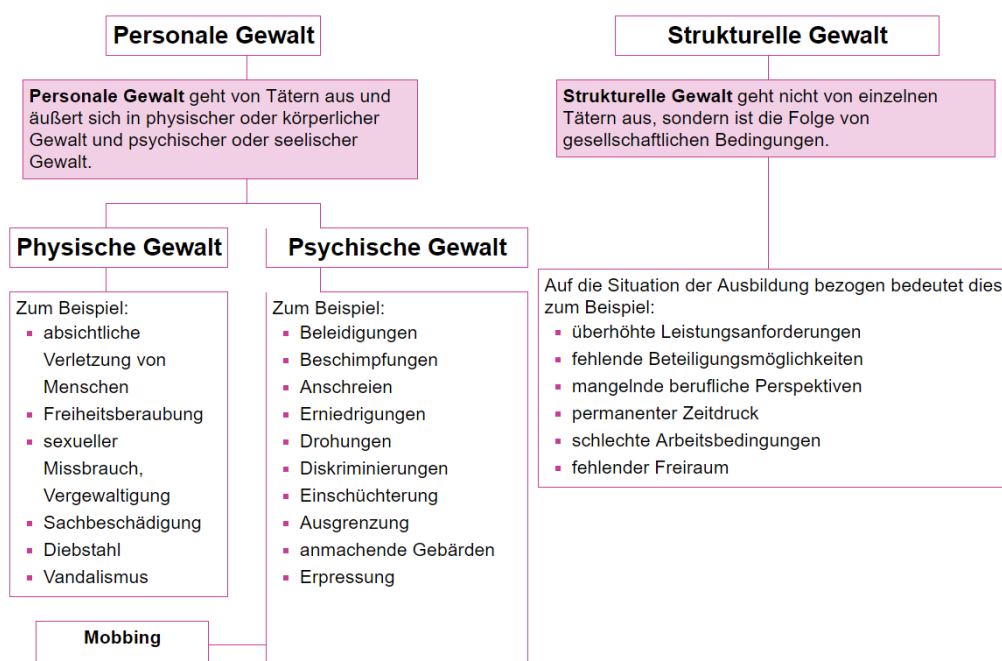 Personale Gewalt
Personale Gewalt geht von Tätern aus und
äußert sich in physischer oder körperlicher
Gewalt und psychischer oder seelischer
Gewalt.
Physische Gewalt
Zum Beispiel:
absichtliche
Verletzung von
Menschen
Freiheitsberaubung
sexueller
Missbrauch,
Vergewaltigung
Sachbeschädigung
Diebstahl
Vandalismus
Psychische Gewalt
Zum Beispiel:
Beleidigungen
Beschimpfungen
Anschreien
Erniedrigungen
Drohungen
Diskriminierungen
Einschüchterung
Ausgrenzung
anmachende Gebärden
Erpressung
Mobbing
Strukturelle Gewalt
Strukturelle Gewalt geht nicht von einzelnen
Tätern aus, sondern ist die Folge von
gesellschaftlichen Bedingungen.
Auf die Situation der Ausbildung bezogen bedeutet dies
zum Beispiel:
überhöhte Leistungsanforderungen
fehlende Beteiligungsmöglichkeiten
mangelnde berufliche Perspektiven
permanenter Zeitdruck
schlechte Arbeitsbedingungen
fehlender Freiraum